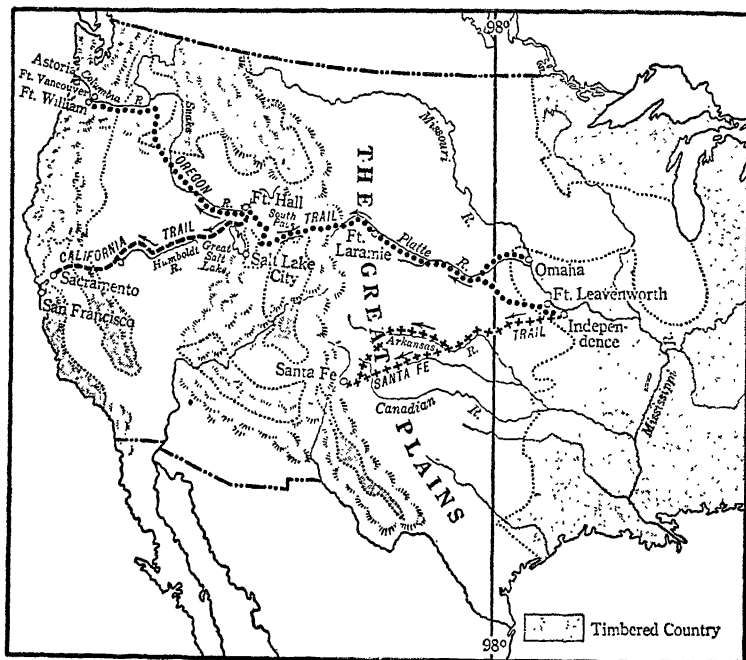 98º
Astoria
Ft. Vancouver
Columbia R.
Ft. William
Snake R.
Missouri R.
OREGON TRAIL
Ft. Hall
South Pass
THE GREAT PLAINS
Ft. Laramie
Platte R.
Omaha
CALIFORNIA TRAIL
Humboldt R.
Great Salt Lake
Salt Lake City
Sacramento
San Francisco
Ft. Leavenworth
Independence
Arkansas R.
SANTA FE TRAIL
Santa Fe
Canadian R.
Mississippi R.
Timbered Country
98º